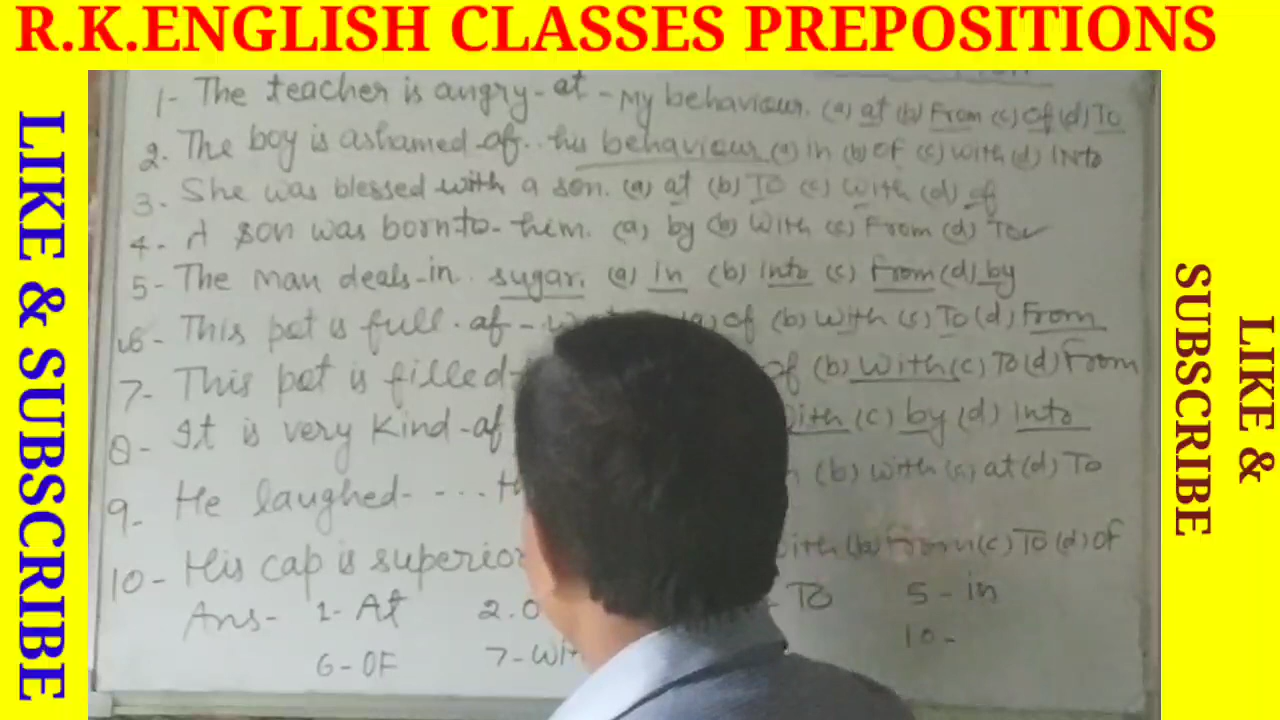 R.K.ENGLISH CLASSES PREPOSITIONS
LIKE & SUBSCRIBE
1- The teacher is angry-at-My behaviour. (a) at (b) From (c) Of (d) To
2. The boy is ashamed-of.. his behaviour (a) in (b) Of (c) with (d) INto
3- She was blessed with a son. (a) at (b) To (c) with (d) of
4- A son was born-to- them. (a) by (b) With (c) From (d) To✓
5- The man deals-in. sugar. (a) in (b) into (c) from (d) by
6- This pot is full-of- (a) of (b) with (c) To (d) From
7- This pot is filled- of (b) With (c) To (d) From
8- It is very Kind-of with (c) by (d) Into
9- He laughed- ... (b) with (c) at (d) To
10- His cap is superior with (b) from (c) To (d) Of
Ans- 1- At 2. To 5 - in
6-OF 7-With 10-
LIKE &
SUBSCRIBE